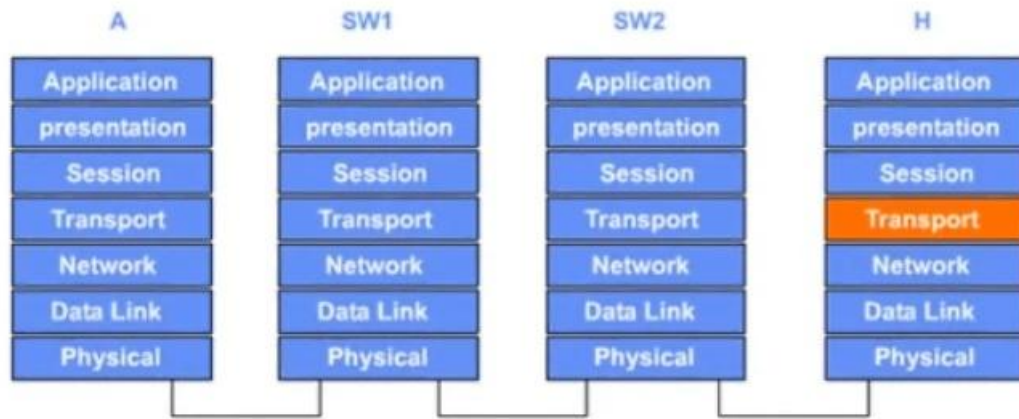 A SW1 SW2 H
Application Application Application Application
presentation presentation presentation presentation
Session Session Session Session
Transport Transport Transport Transport
Network Network Network Network
Data Link Data Link Data Link Data Link
Physical Physical Physical Physical